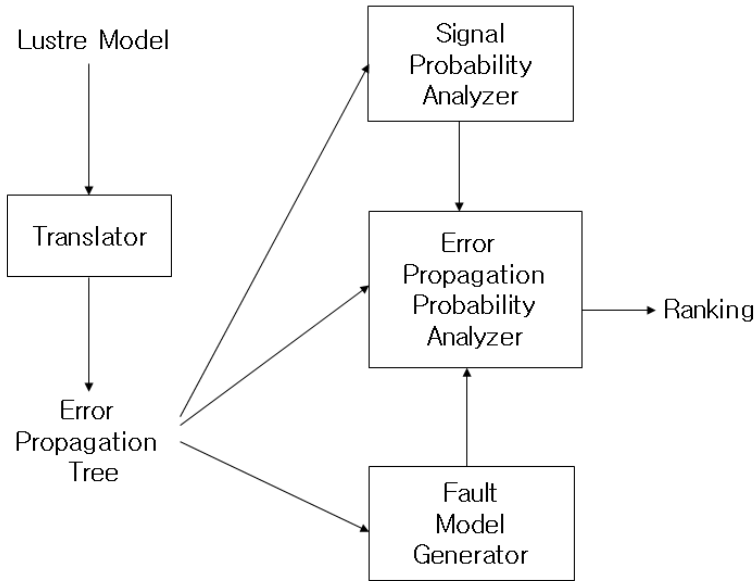 Lustre Model
Translator
Error
Propagation
Tree
Signal
Probability
Analyzer
Error
Propagation
Probability
Analyzer
Fault
Model
Generator
Ranking